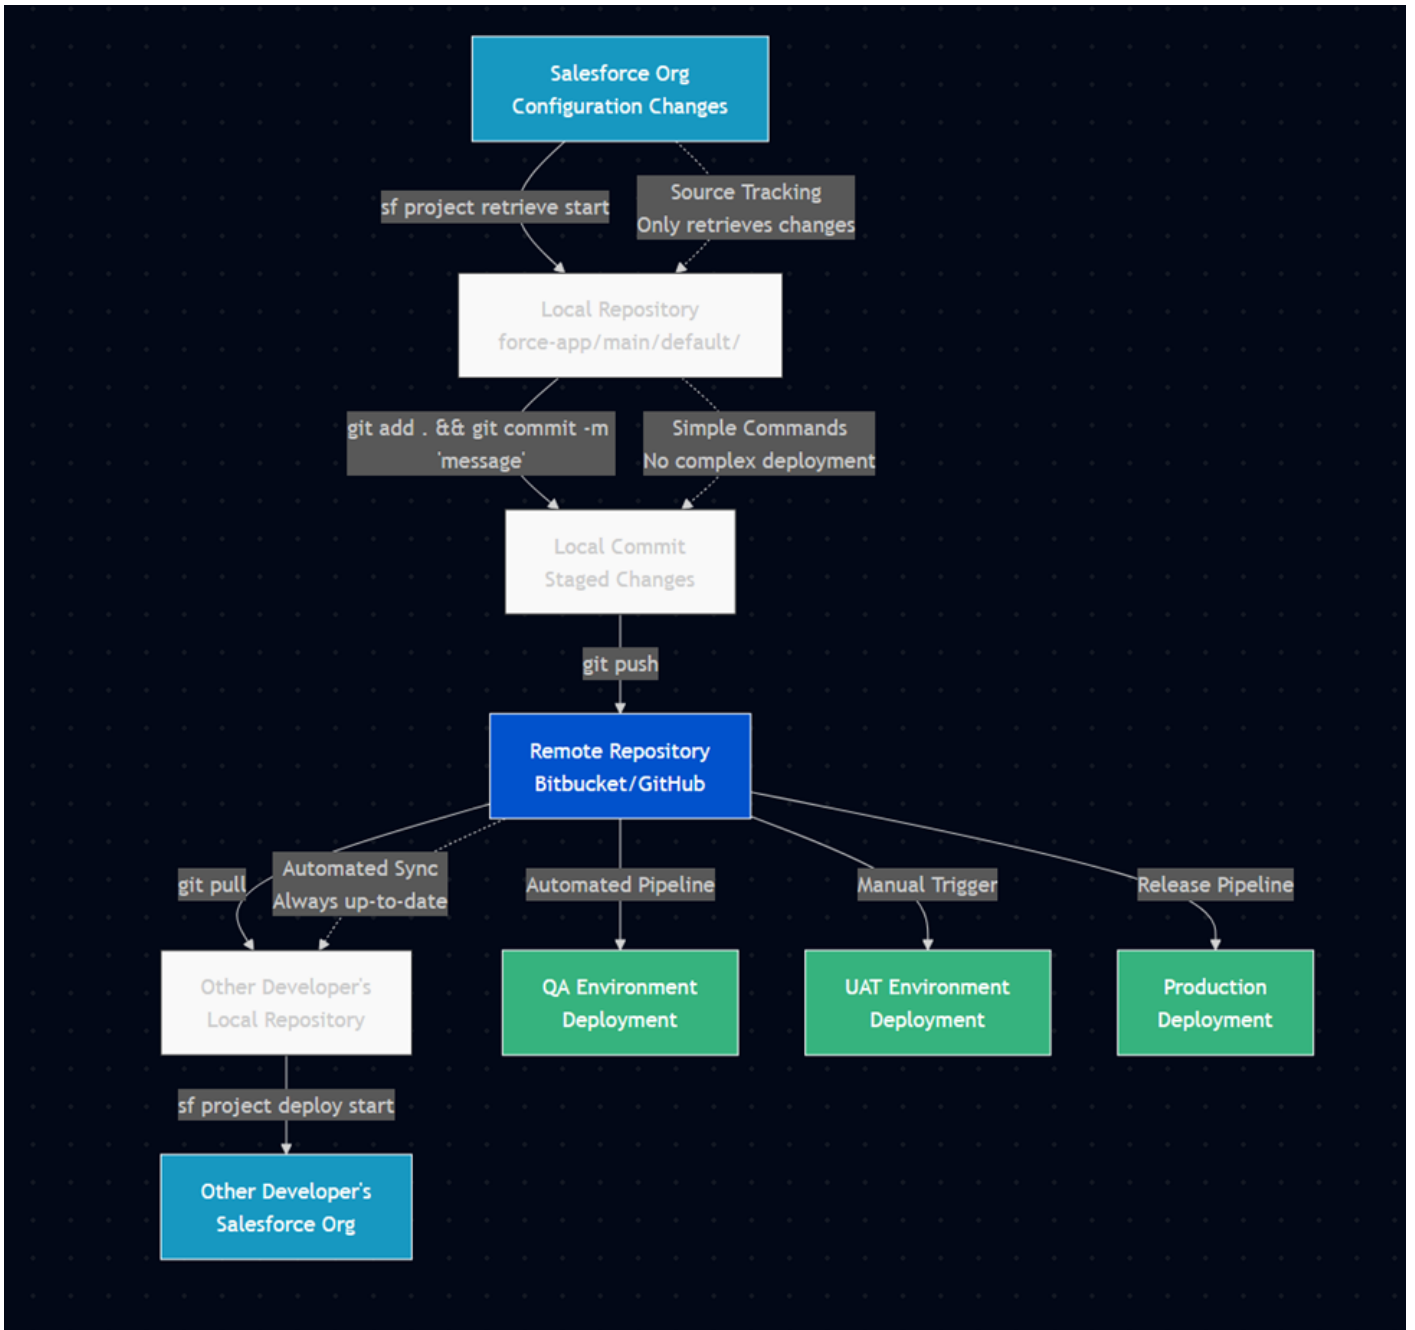 Salesforce Org
Configuration Changes
sf project retrieve start
Source Tracking
Only retrieves changes
Local Repository
force-app/main/default/
git add . && git commit -m
'message'
Simple Commands
No complex deployment
Local Commit
Staged Changes
git push
Remote Repository
Bitbucket/GitHub
git pull
Automated Sync
Always up-to-date
Automated Pipeline
Manual Trigger
Release Pipeline
Other Developer's
Local Repository
QA Environment
Deployment
UAT Environment
Deployment
Production
Deployment
sf project deploy start
Other Developer's
Salesforce Org